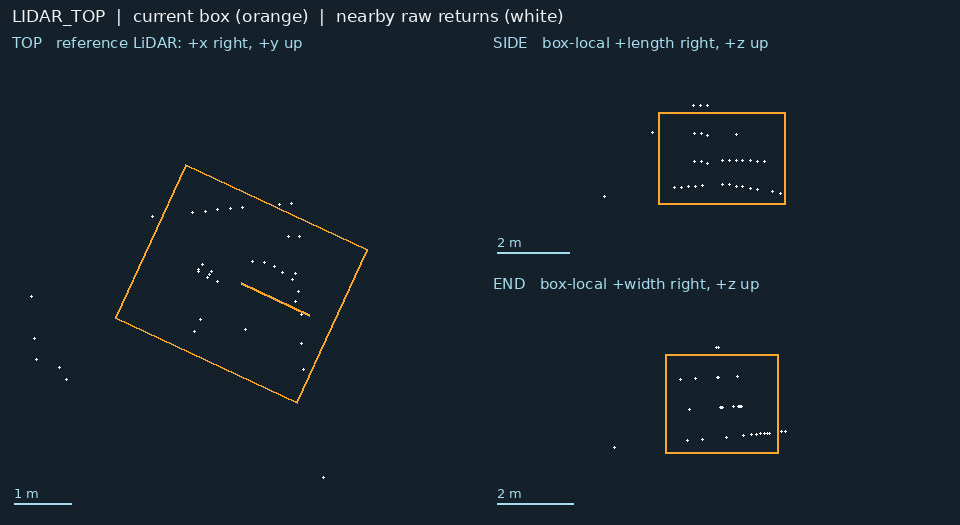 LIDAR_TOP | current box (orange) | nearby raw returns (white)
TOP reference LiDAR: +x right, +y up
SIDE box-local +length right, +z up
2 m
END box-local +width right, +z up
1 m
2 m